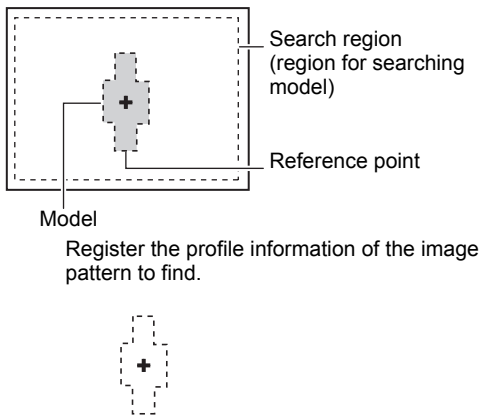 Search region
(region for searching
model)
Reference point
Model
Register the profile information of the image
pattern to find.